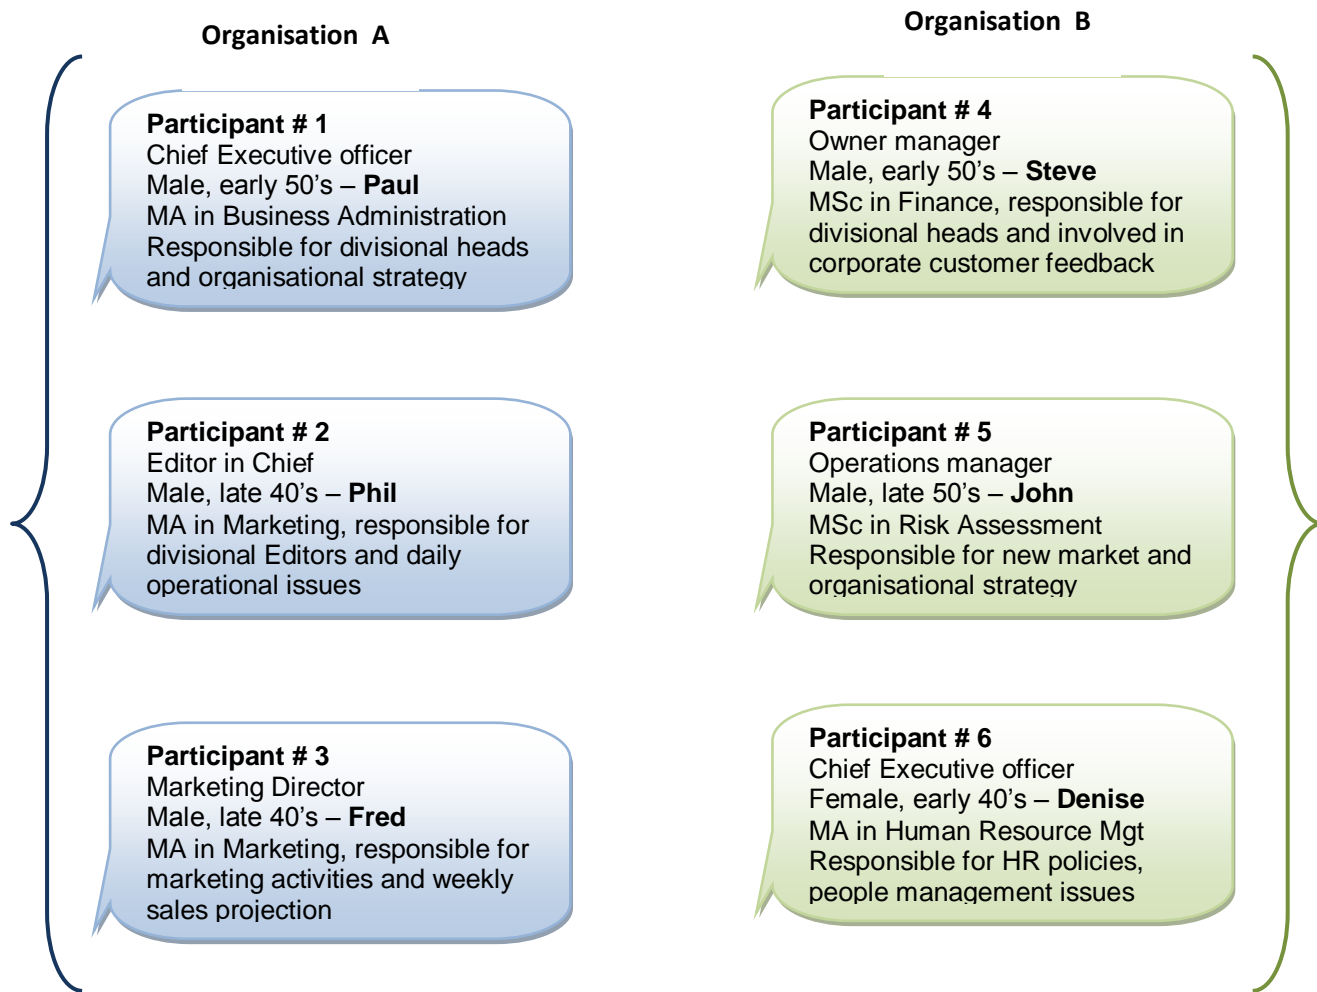 Organisation A
Participant # 1
Chief Executive officer
Male, early 50’s – Paul
MA in Business Administration
Responsible for divisional heads
and organisational strategy
Participant # 2
Editor in Chief
Male, late 40’s – Phil
MA in Marketing, responsible for
divisional Editors and daily
operational issues
Participant # 3
Marketing Director
Male, late 40’s – Fred
MA in Marketing, responsible for
marketing activities and weekly
sales projection
Organisation B
Participant # 4
Owner manager
Male, early 50’s – Steve
MSc in Finance, responsible for
divisional heads and involved in
corporate customer feedback
Participant # 5
Operations manager
Male, late 50’s – John
MSc in Risk Assessment
Responsible for new market and
organisational strategy
Participant # 6
Chief Executive officer
Female, early 40’s – Denise
MA in Human Resource Mgt
Responsible for HR policies,
people management issues